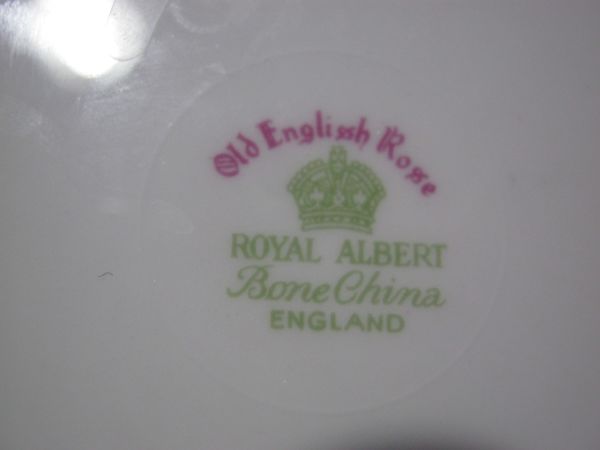 Old English Rose
ROYAL ALBERT
Bone China
ENGLAND